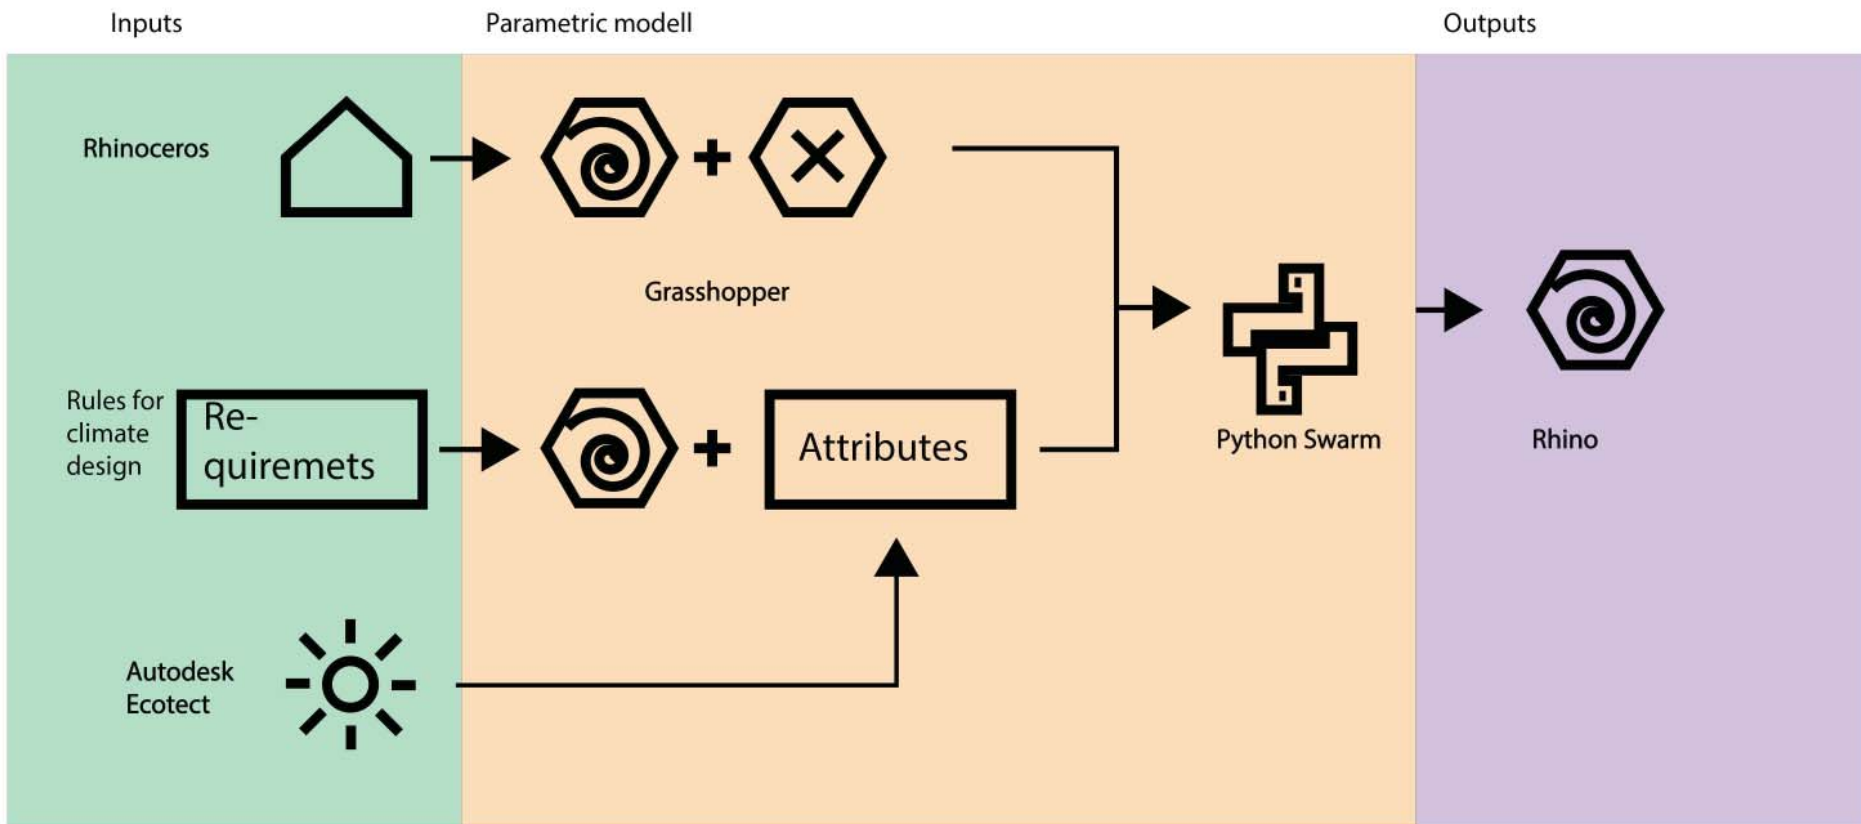 Inputs
Parametric modell
Outputs
Rhinoceros
Grasshopper
Rules for
climate
design
Re-
quiremets
Attributes
Python Swarm
Rhino
Autodesk
Ecotect